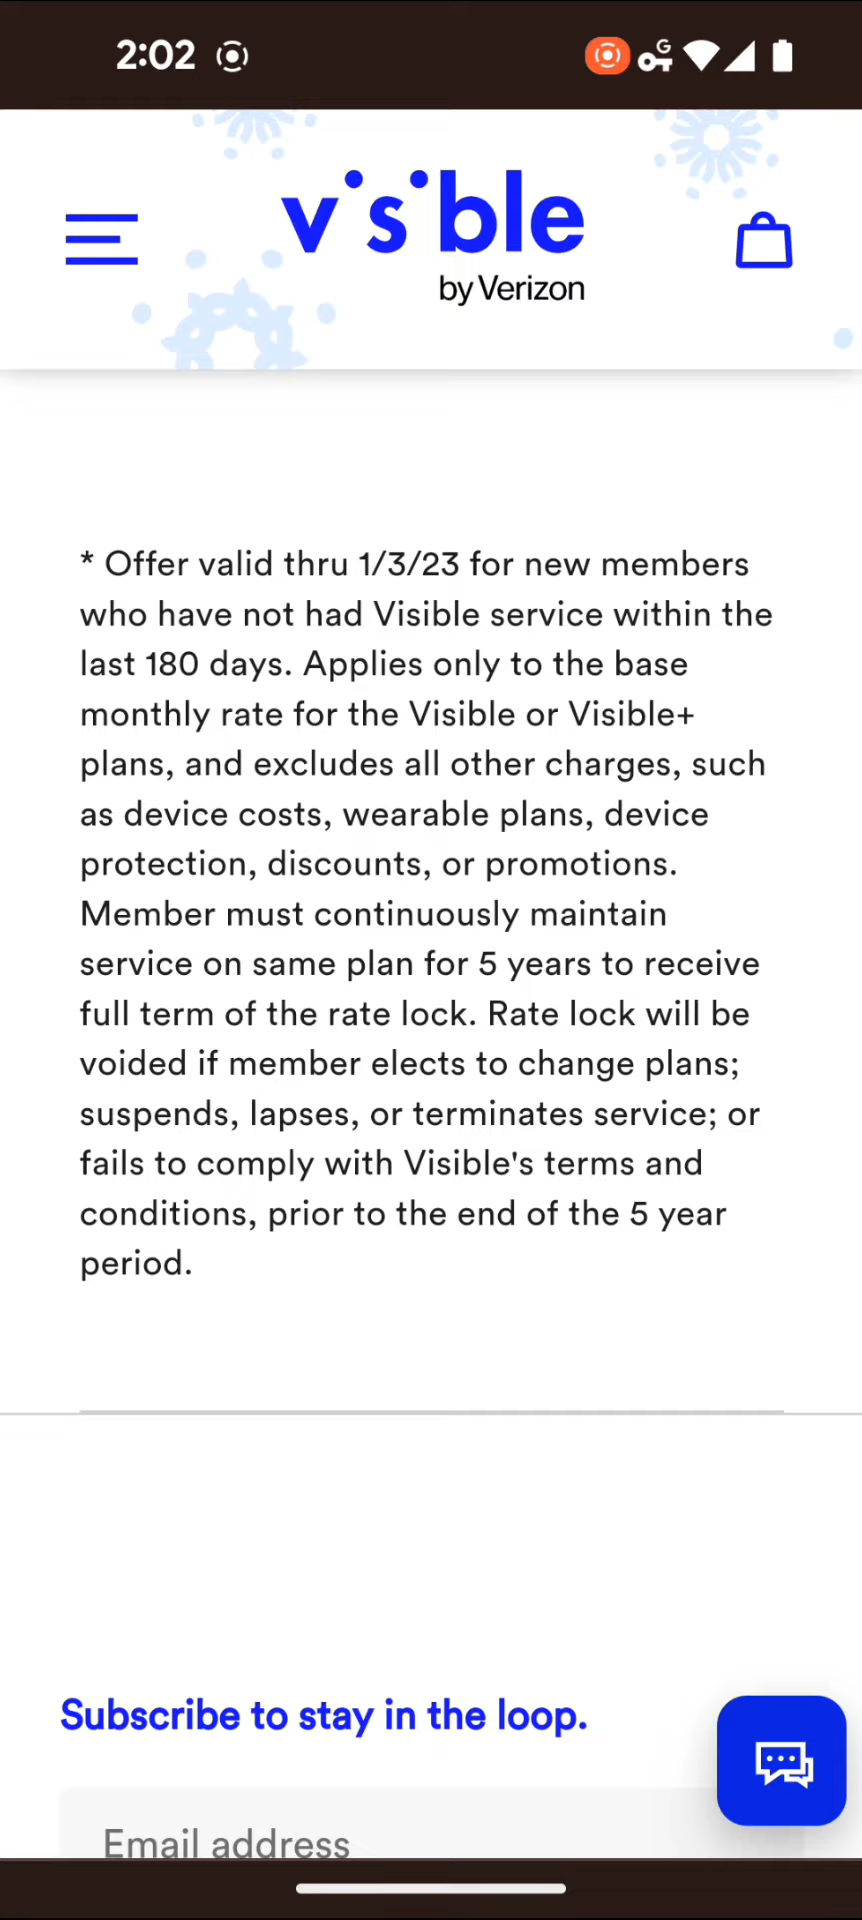 2:02
G
visible
by Verizon
* Offer valid thru 1/3/23 for new members
who have not had Visible service within the
last 180 days. Applies only to the base
monthly rate for the Visible or Visible+
plans, and excludes all other charges, such
as device costs, wearable plans, device
protection, discounts, or promotions.
Member must continuously maintain
service on same plan for 5 years to receive
full term of the rate lock. Rate lock will be
voided if member elects to change plans;
suspends, lapses, or terminates service; or
fails to comply with Visible's terms and
conditions, prior to the end of the 5 year
period.
Subscribe to stay in the loop.
Email address